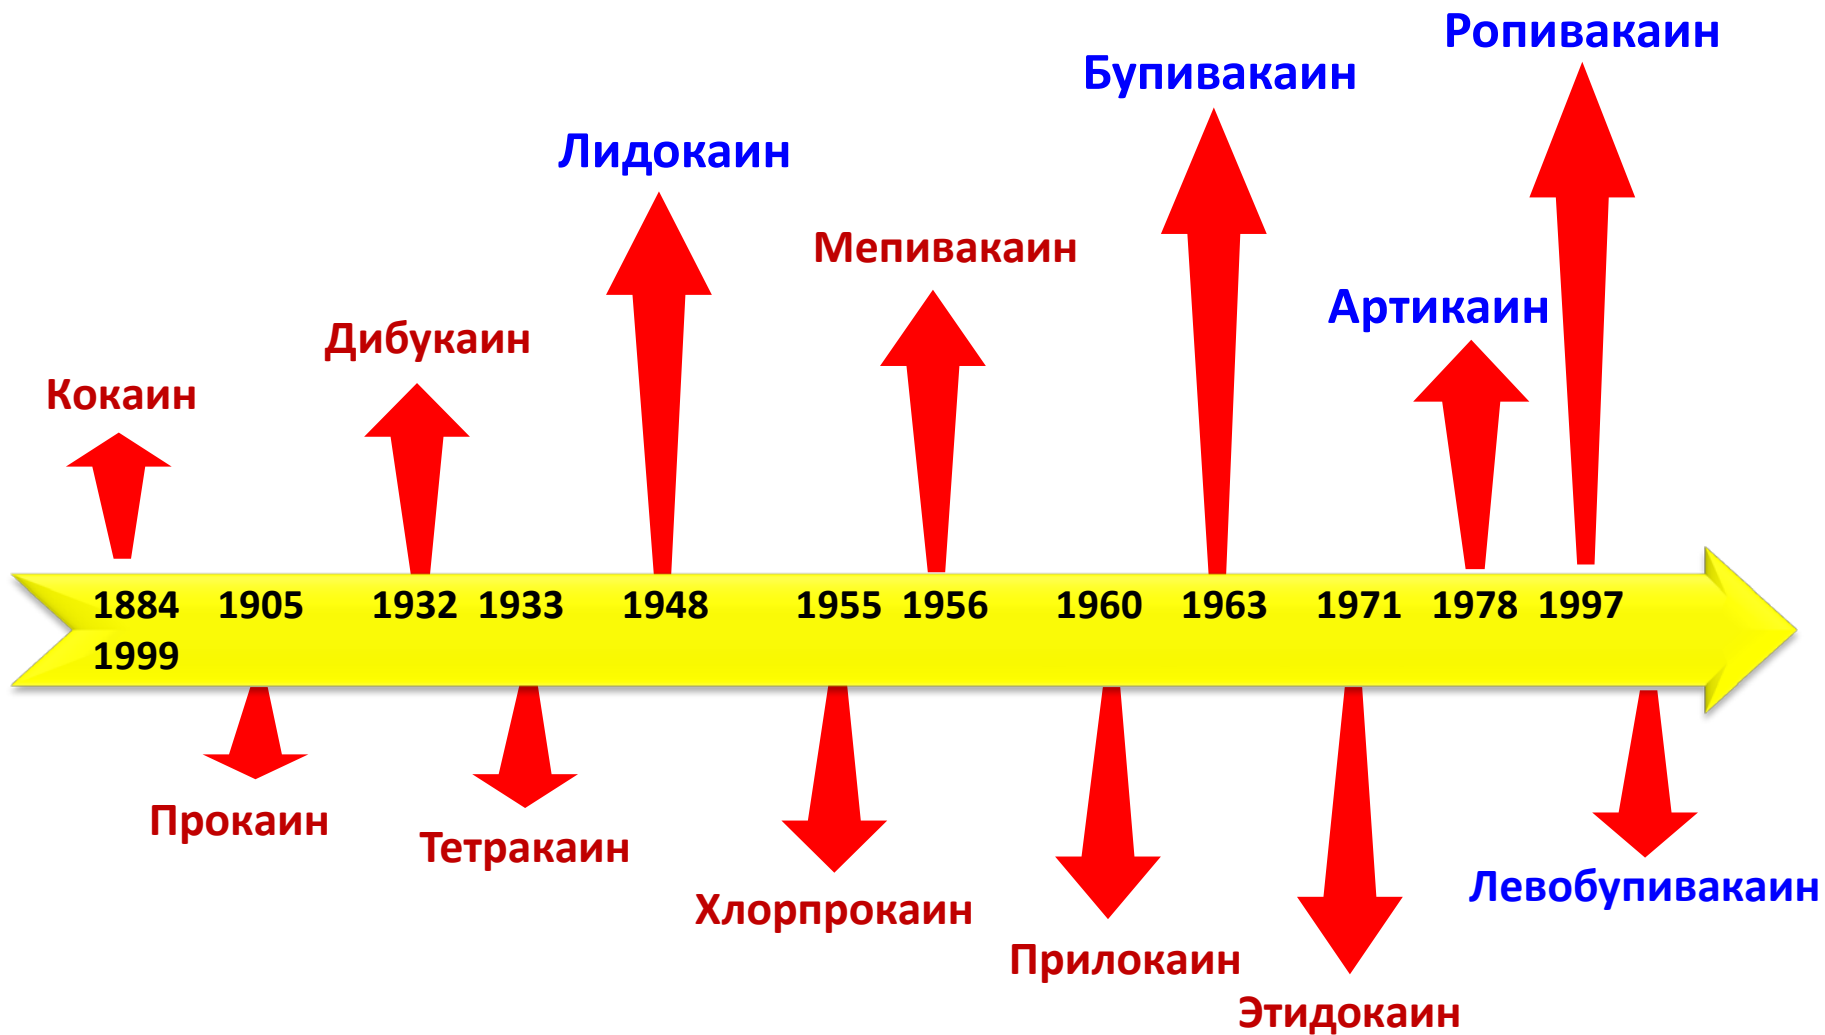 Ропивакаин
Бупивакаин
Лидокаин
Мепивакаин
Артикаин
Дибукаин
Кокаин
1884 1905 1932 1933 1948 1955 1956 1960 1963 1971 1978 1997
1999
Прокаин
Тетракаин
Левобупивакаин
Хлорпрокаин
Прилокаин
Этидокаин